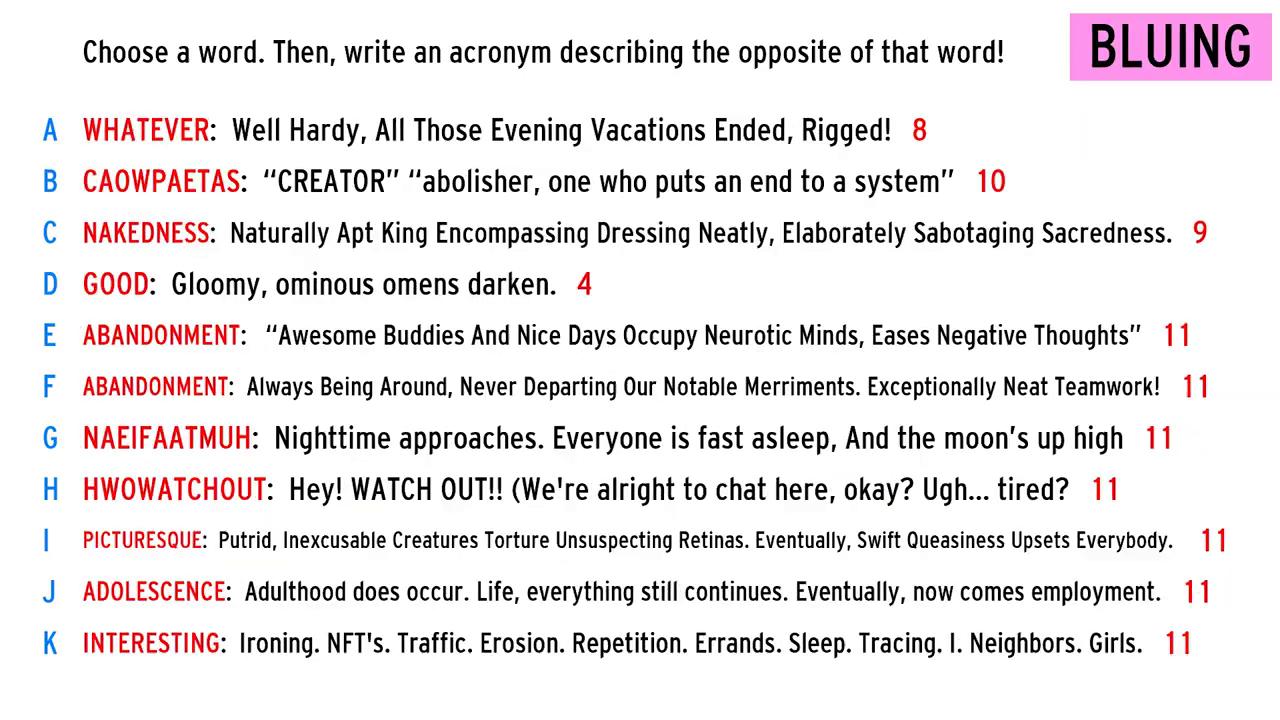 Choose a word. Then, write an acronym describing the opposite of that word!
BLUING
A WHATEVER: Well Hardy, All Those Evening Vacations Ended, Rigged! 8
B CAOWPAETAS: “CREATOR” “abolisher, one who puts an end to a system” 10
C NAKEDNESS: Naturally Apt King Encompassing Dressing Neatly, Elaborately Sabotaging Sacredness. 9
D GOOD: Gloomy, ominous omens darken. 4
E ABANDONMENT: “Awesome Buddies And Nice Days Occupy Neurotic Minds, Eases Negative Thoughts” 11
F ABANDONMENT: Always Being Around, Never Departing Our Notable Merriments. Exceptionally Neat Teamwork! 11
G NAEIFAATMUH: Nighttime approaches. Everyone is fast asleep, And the moon’s up high 11
H HWOWATCHOUT: Hey! WATCH OUT!! (We're alright to chat here, okay? Ugh... tired? 11
I PICTURESQUE: Putrid, Inexcusable Creatures Torture Unsuspecting Retinas. Eventually, Swift Queasiness Upsets Everybody. 11
J ADOLESCENCE: Adulthood does occur. Life, everything still continues. Eventually, now comes employment. 11
K INTERESTING: Ironing. NFT's. Traffic. Erosion. Repetition. Errands. Sleep. Tracing. I. Neighbors. Girls. 11